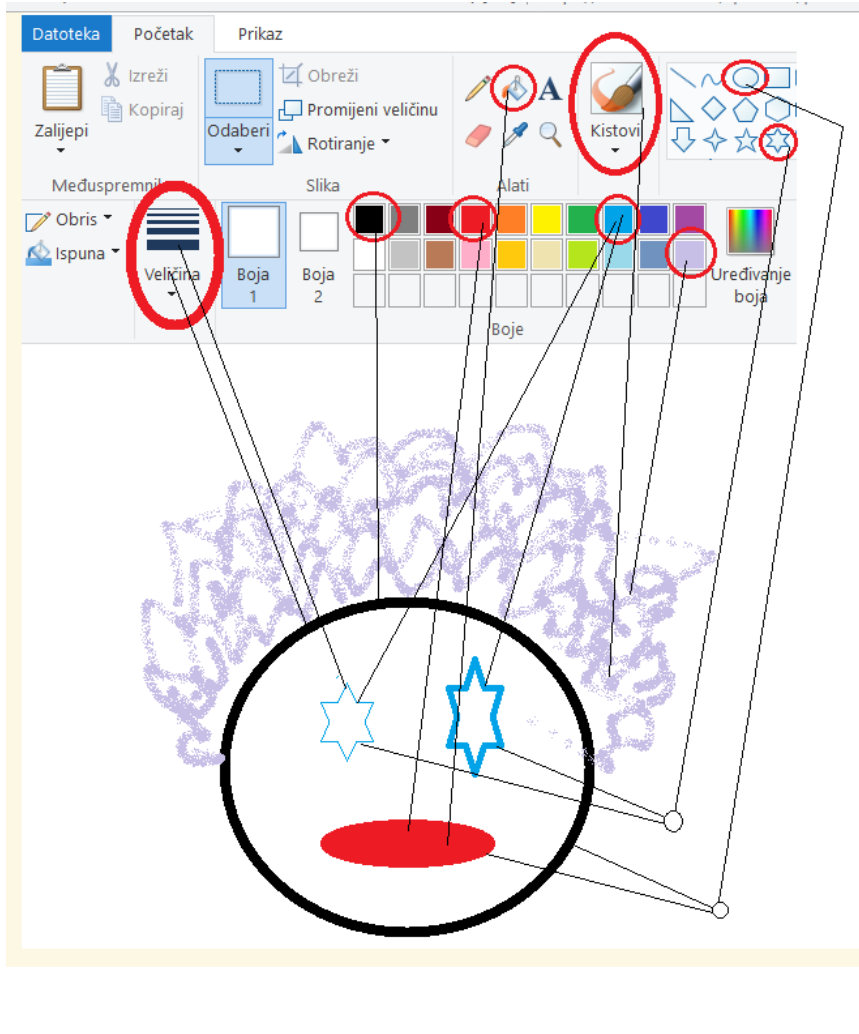 Datoteka Početak Prikaz
Izreži
Kopiraj
Zalijepi
Međuspremnik
Odaberi
Obreži
Promijeni veličinu
Rotiranje
Slika
A
Alati
Kistovi
Obris
Ispuna
Veličina
Boja
1
Boja
2
Uređivanje
boja
Boje